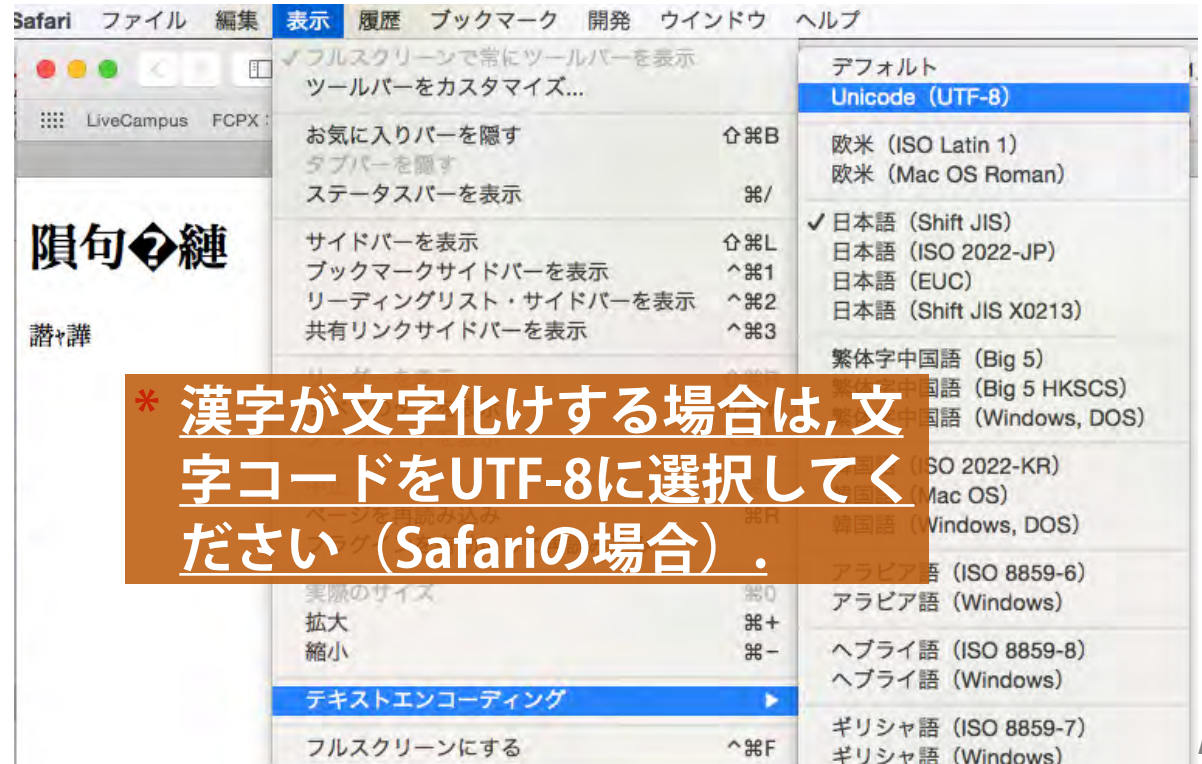 Safari ファイル 編集 表示 履歴 ブックマーク 開発 ウインドウ ヘルプ
LiveCampus FCPX
隕句�縺
譛ャ譁
✓フルスクリーンで常にツールバーを表示
ツールバーをカスタマイズ...
お気に入りバーを隠す ⇧⌘B
タブバーを隠す
ステータスバーを表示 ⌘/
サイドバーを表示 ⇧⌘L
ブックマークサイドバーを表示 ^⌘1
リーディングリスト・サイドバーを表示 ^⌘2
共有リンクサイドバーを表示 ^⌘3
* 漢字が文字化けする場合は, 文
字コードをUTF-8に選択してく
ださい（Safariの場合）.
ページを再読み込み ⌘R
実際のサイズ ⌘0
拡大 ⌘+
縮小 ⌘-
テキストエンコーディング ▶
フルスクリーンにする ^⌘F
デフォルト
Unicode（UTF-8）
欧米（ISO Latin 1）
欧米（Mac OS Roman）
✓日本語（Shift JIS）
日本語（ISO 2022-JP）
日本語（EUC）
日本語（Shift JIS X0213）
繁体字中国語（Big 5）
繁体字中国語（Big 5 HKSCS）
繁体字中国語（Windows, DOS）
韓国語（ISO 2022-KR）
韓国語（Mac OS）
韓国語（Windows, DOS）
アラビア語（ISO 8859-6）
アラビア語（Windows）
ヘブライ語（ISO 8859-8）
ヘブライ語（Windows）
ギリシャ語（ISO 8859-7）
ギリシャ語（Windows）